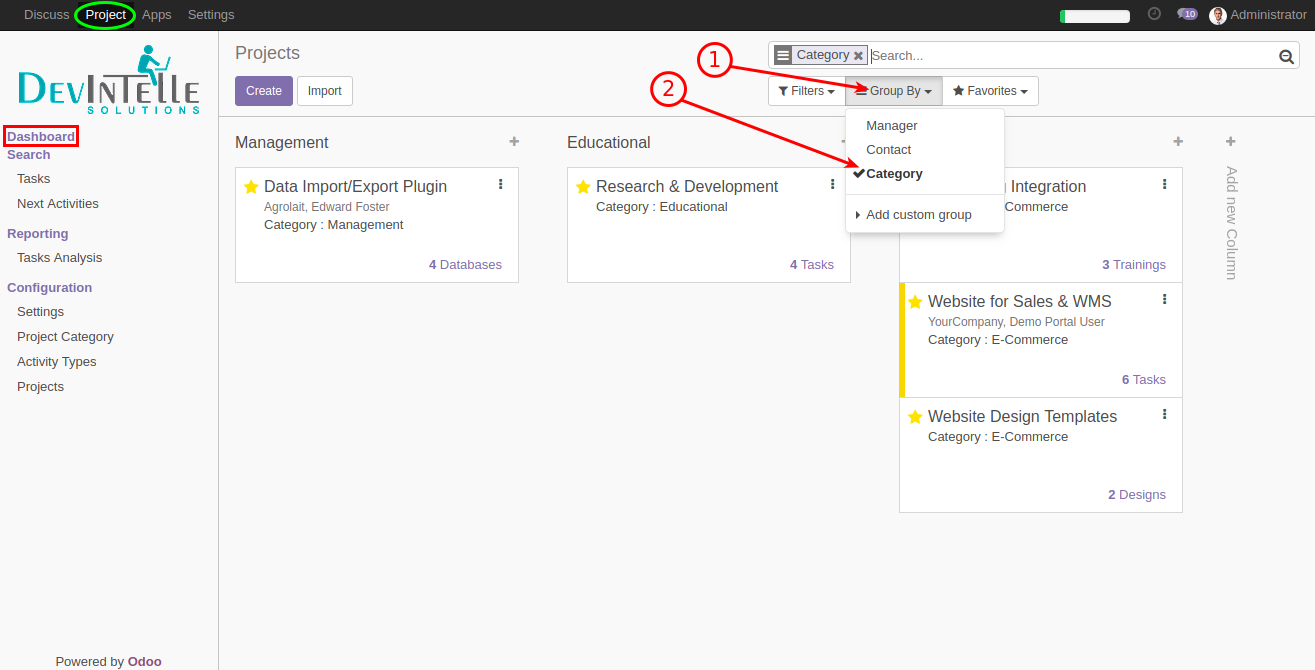 Discuss Project Apps Settings
10 Administrator
DEVINTELLE
SOLUTIONS
Dashboard
Search
Tasks
Next Activities
Reporting
Tasks Analysis
Configuration
Settings
Project Category
Activity Types
Projects
Powered by Odoo
Projects
Category Search...
Create Import
Filters Group By Favorites
1
2
Manager
Contact
Category
Add custom group
Management
Data Import/Export Plugin
Agrolait, Edward Foster
Category : Management
4 Databases
Educational
Research & Development
Category : Educational
4 Tasks
Integration
Commerce
3 Trainings
Website for Sales & WMS
YourCompany, Demo Portal User
Category : E-Commerce
6 Tasks
Website Design Templates
Category : E-Commerce
2 Designs
Add new Column